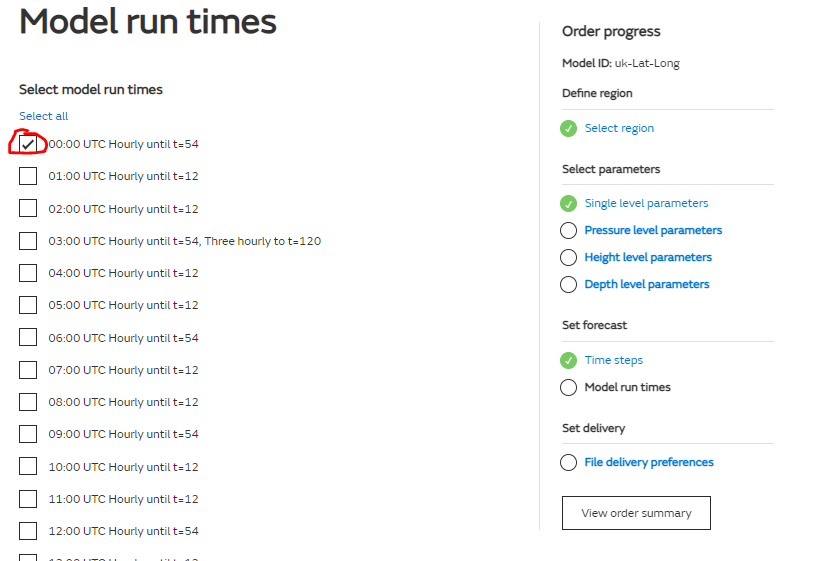 Model run times
Select model run times
Select all
00:00 UTC Hourly until t=54
01:00 UTC Hourly until t=12
02:00 UTC Hourly until t=12
03:00 UTC Hourly until t=54, Three hourly to t=120
04:00 UTC Hourly until t=12
05:00 UTC Hourly until t=12
06:00 UTC Hourly until t=54
07:00 UTC Hourly until t=12
08:00 UTC Hourly until t=12
09:00 UTC Hourly until t=54
10:00 UTC Hourly until t=12
11:00 UTC Hourly until t=12
12:00 UTC Hourly until t=54
Order progress
Model ID: uk-Lat-Long
Define region
Select region
Select parameters
Single level parameters
Pressure level parameters
Height level parameters
Depth level parameters
Set forecast
Time steps
Model run times
Set delivery
File delivery preferences
View order summary